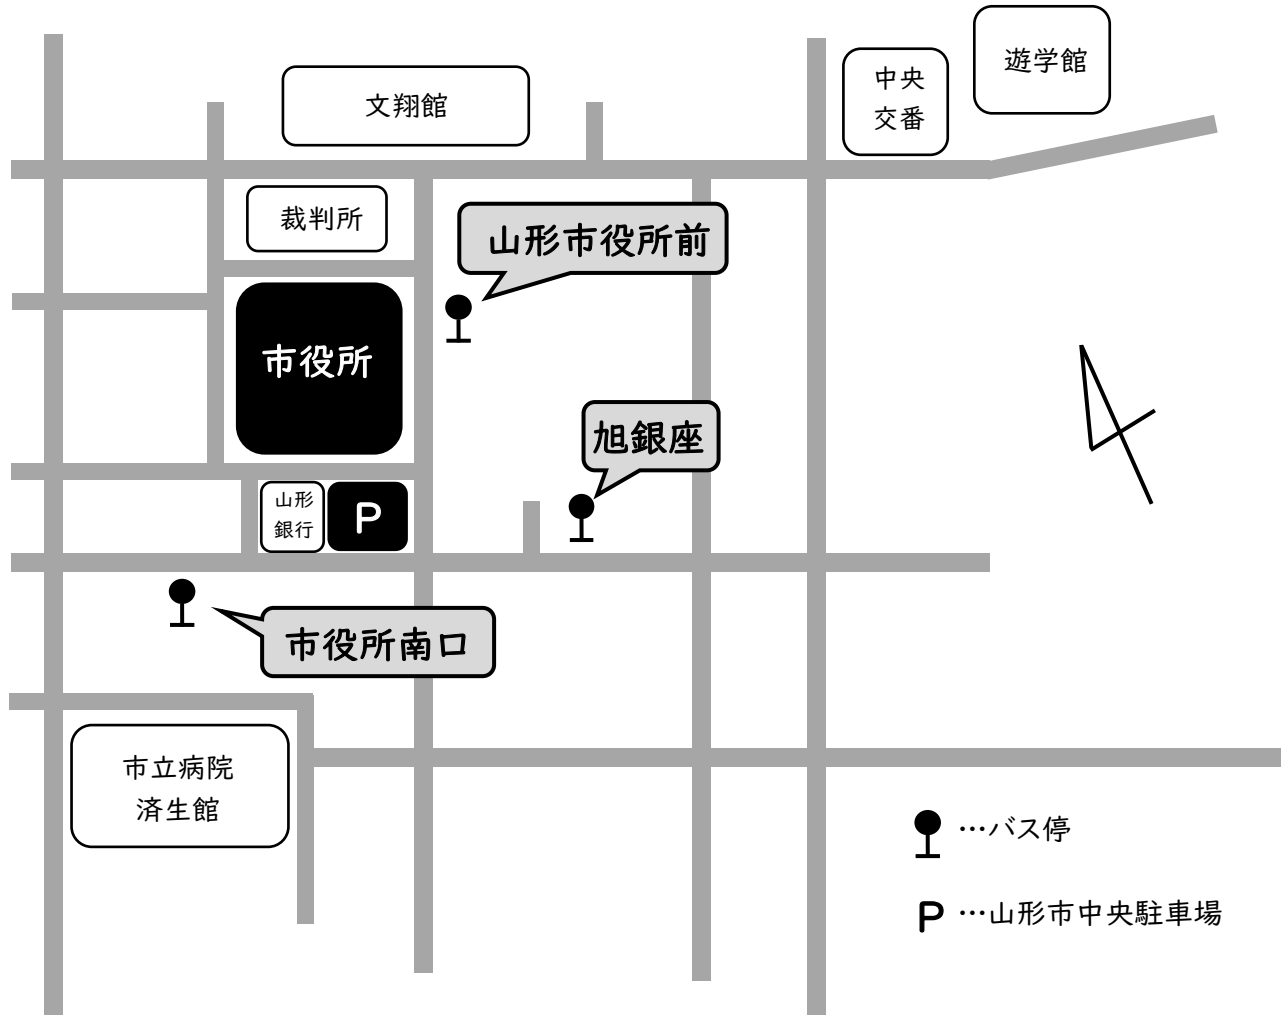 遊学館
中央
交番
文翔館
裁判所
山形市役所前
市役所
旭銀座
山形
銀行
P
市役所南口
市立病院
済生館
…バス停
P …山形市中央駐車場